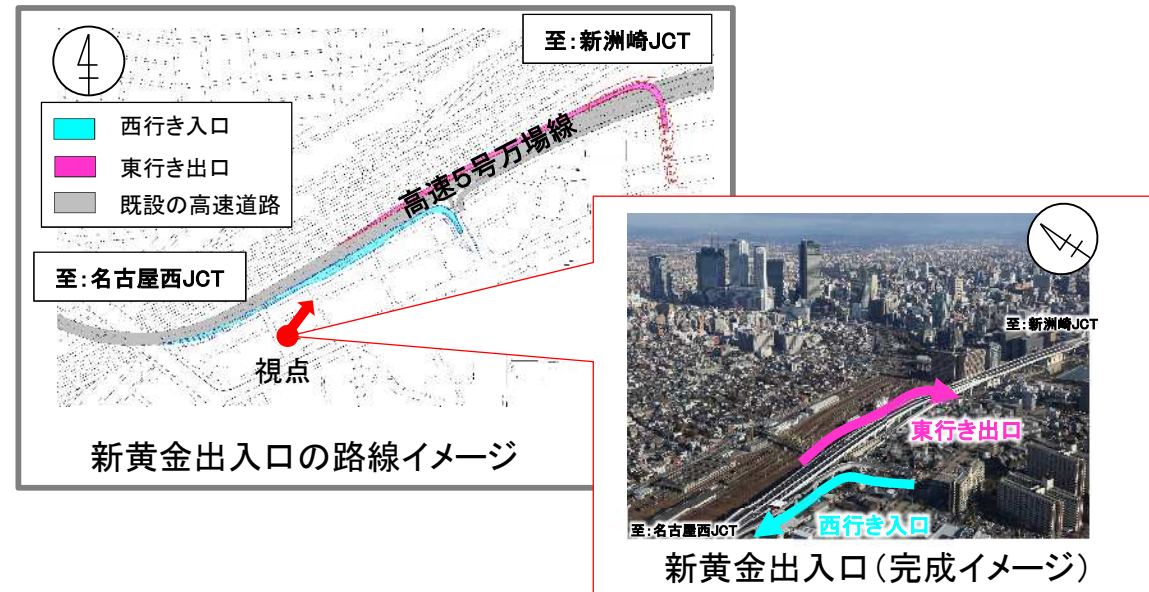 至：新洲崎JCT
西行き入口
東行き出口
既設の高速道路
高速5号万場線
至：名古屋西JCT
視点
新黄金出入口の路線イメージ
至：新洲崎JCT
東行き出口
西行き入口
至：名古屋西JCT
新黄金出入口（完成イメージ）